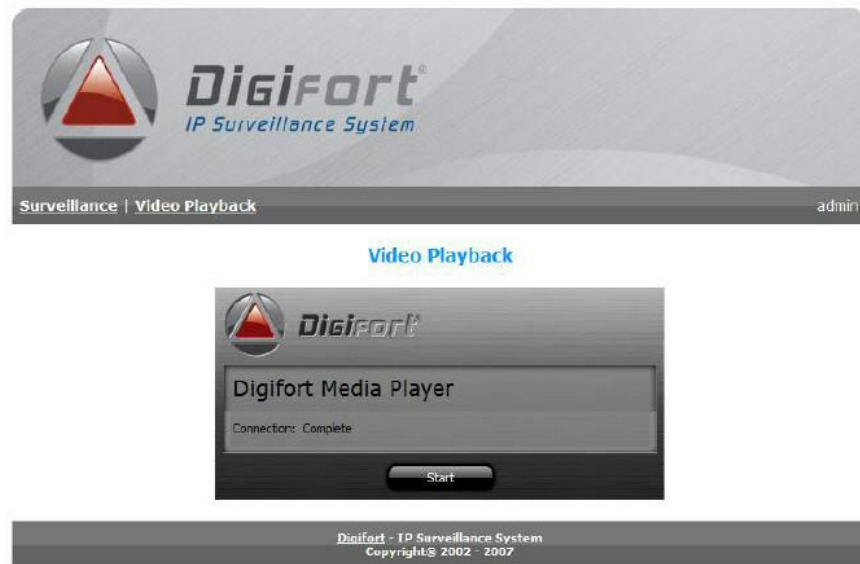 Digifort®
IP Surveillance System
Surveillance | Video Playback
admin
Video Playback
Digifort
Digifort Media Player
Connection: Complete
Start
Digifort - IP Surveillance System
Copyright® 2002 - 2007